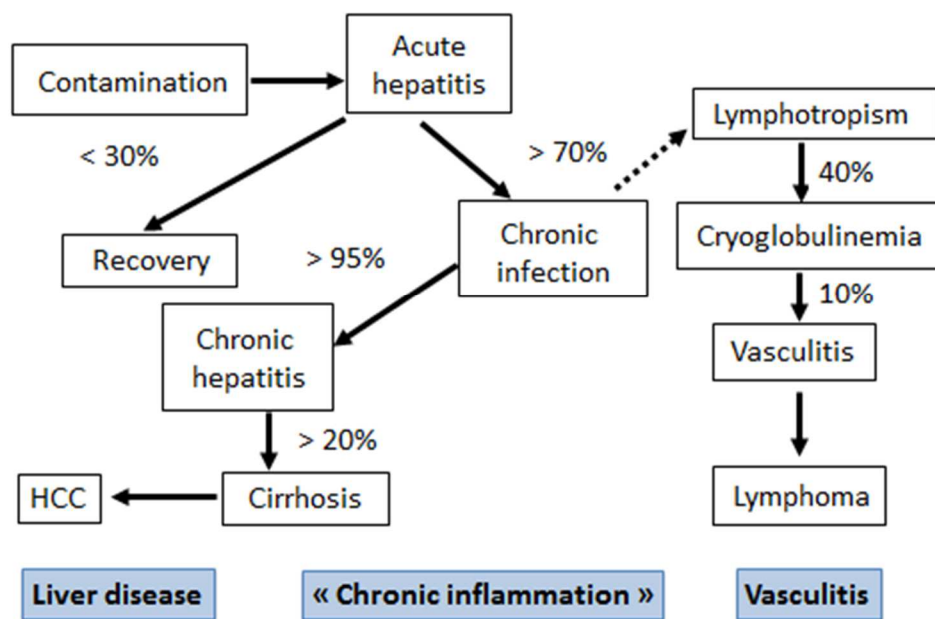 Contamination
Acute
hepatitis
Lymphotropism
< 30%
> 70%
40%
Recovery
> 95%
Chronic
infection
Cryoglobulinemia
10%
Chronic
hepatitis
Vasculitis
> 20%
HCC
Cirrhosis
Lymphoma
Liver disease
« Chronic inflammation »
Vasculitis